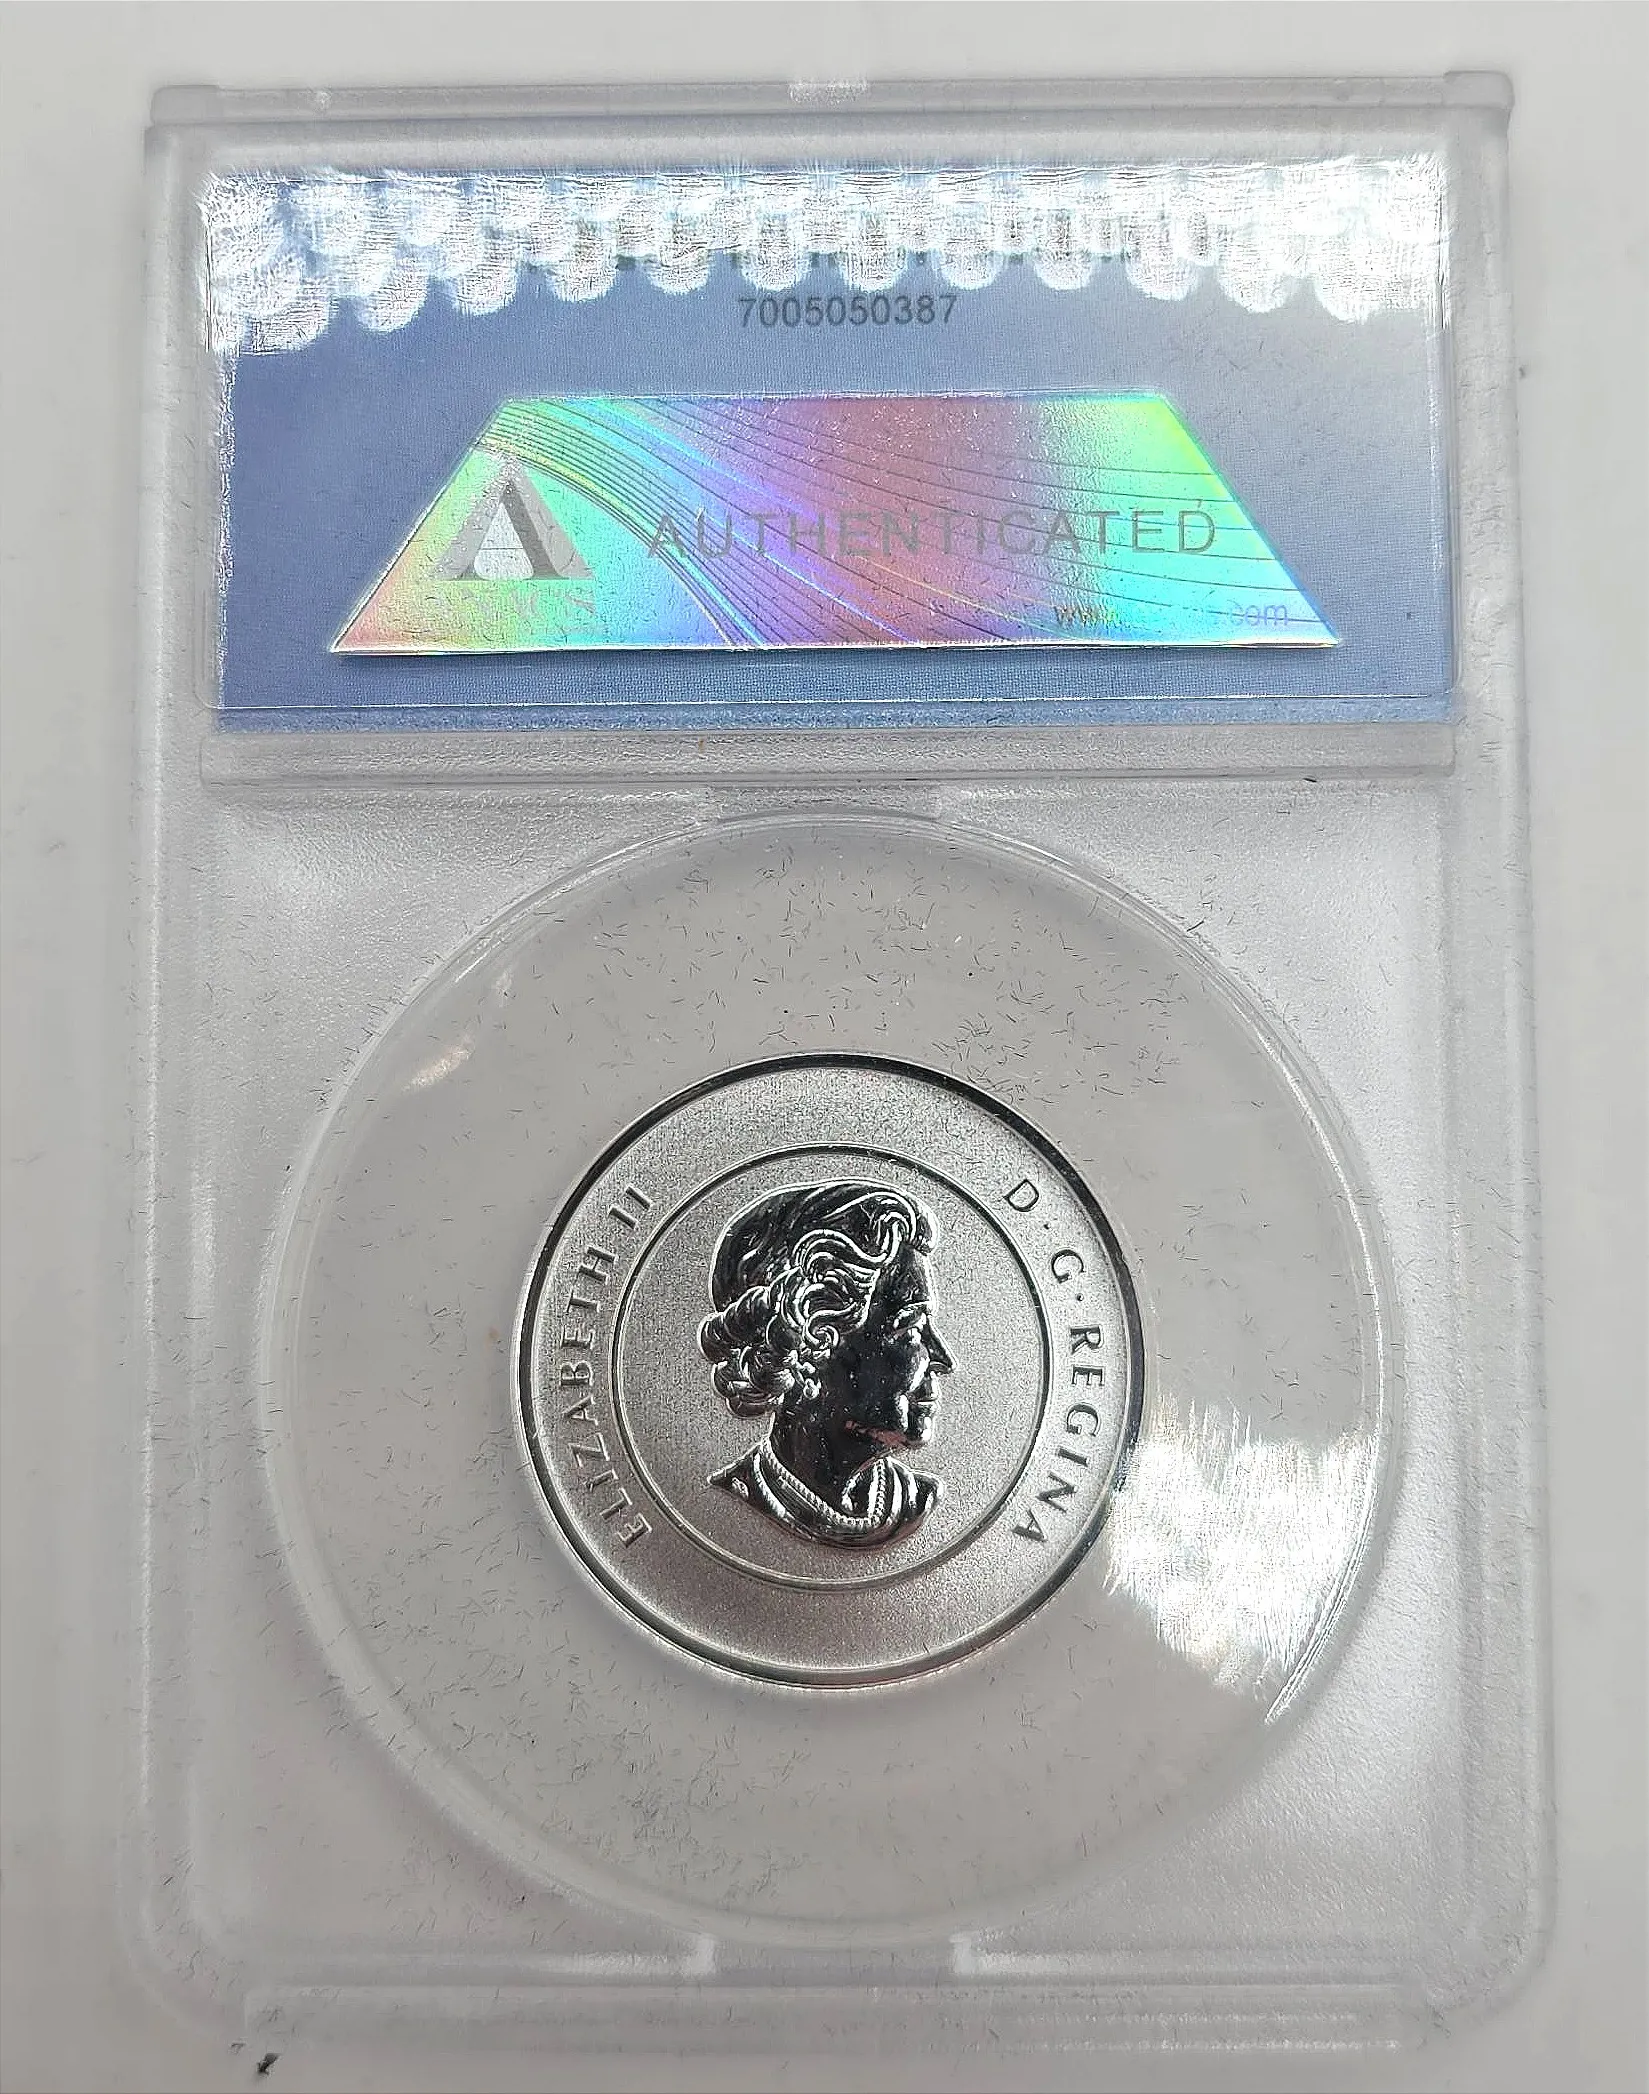 7005050387
AUTHENTICATED
ELIZABETH II D·G·REGINA